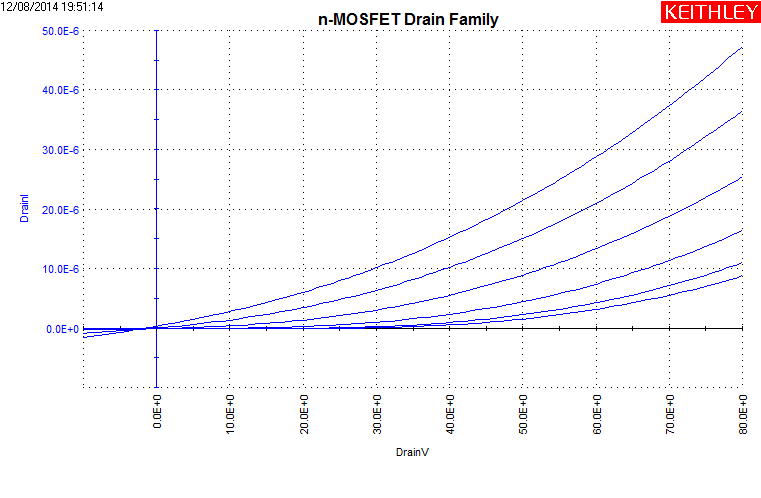 12/08/2014 19:51:14
n-MOSFET Drain Family
KEITHLEY
50.0E-6
40.0E-6
30.0E-6
20.0E-6
10.0E-6
0.0E+0
DrainI
0.0E+0
10.0E+0
20.0E+0
30.0E+0
40.0E+0
50.0E+0
60.0E+0
70.0E+0
80.0E+0
DrainV